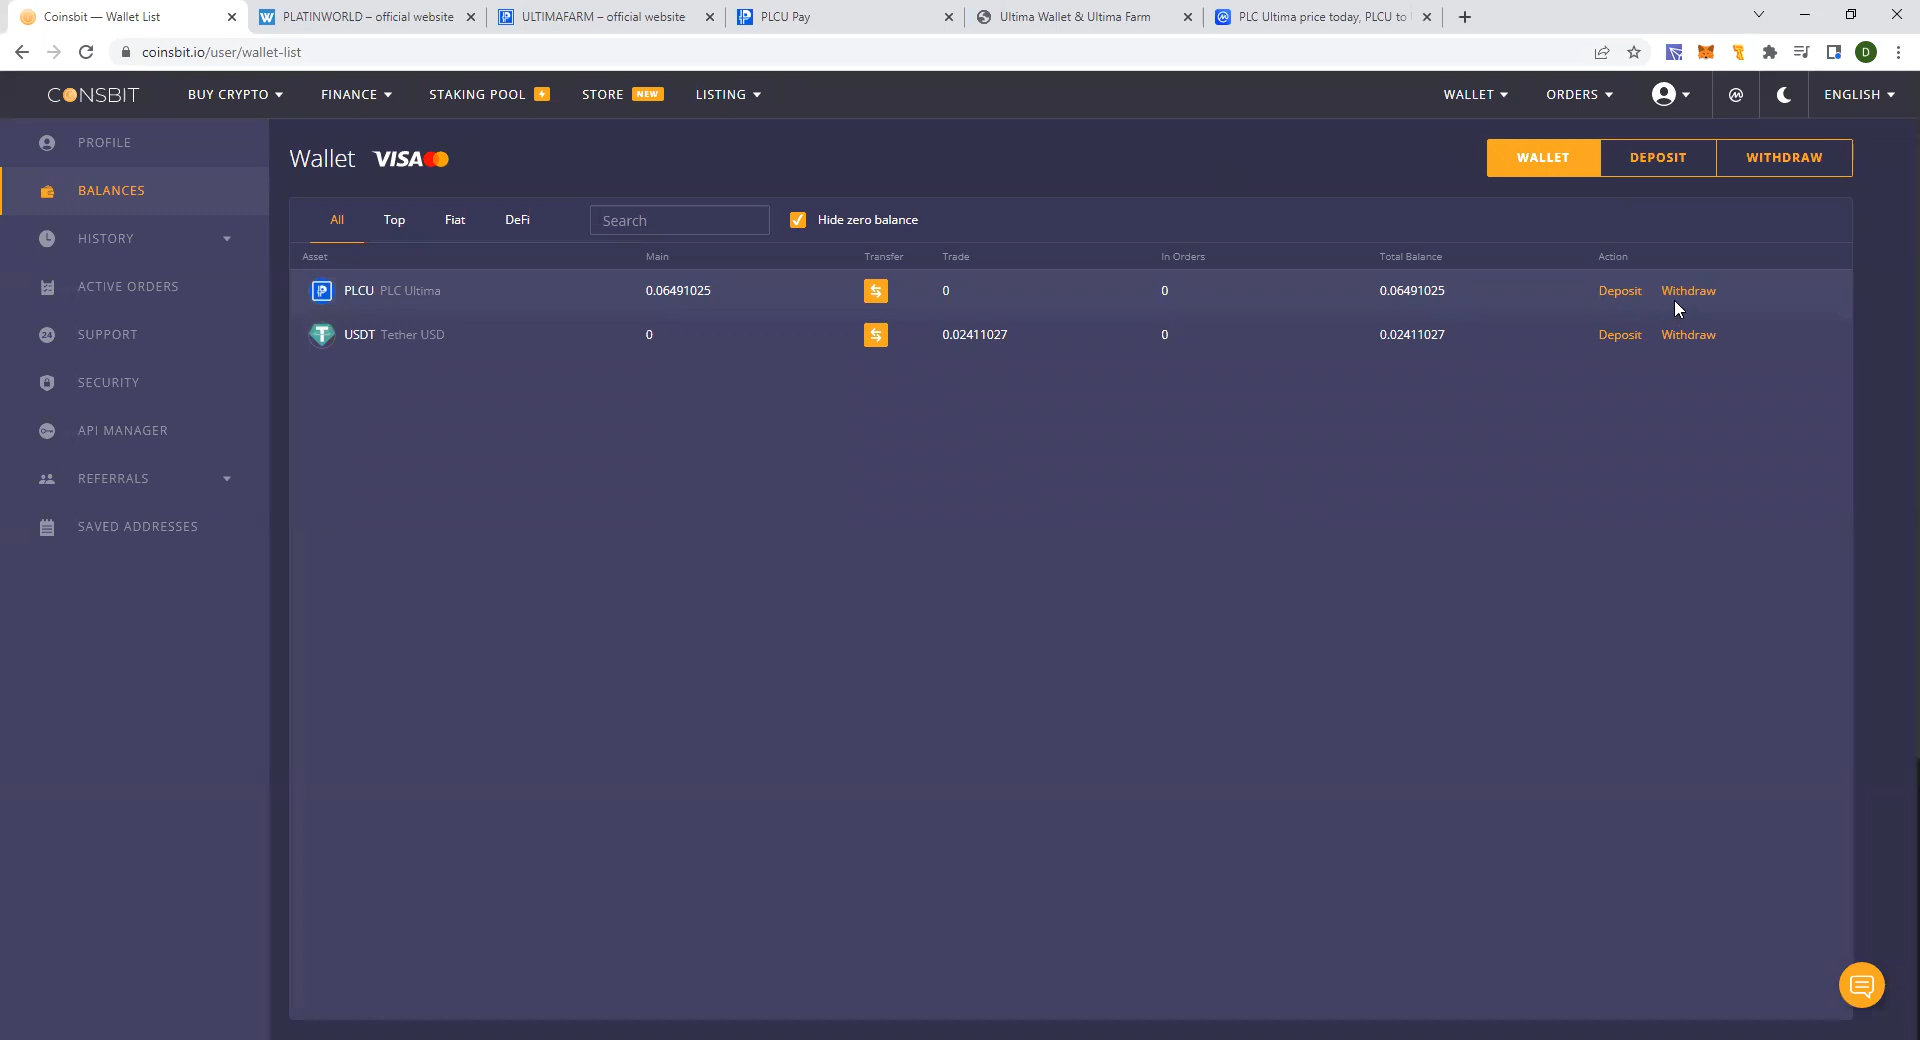 Coinsbit — Wallet List
PLATINWORLD – official website
ULTIMAFARM – official website
PLCU Pay
Ultima Wallet & Ultima Farm
PLC Ultima price today, PLCU to
coinsbit.io/user/wallet-list
D
COINSBIT
BUY CRYPTO
FINANCE
STAKING POOL
STORE NEW
LISTING
WALLET
ORDERS
ENGLISH
PROFILE
BALANCES
HISTORY
ACTIVE ORDERS
24 SUPPORT
SECURITY
API MANAGER
REFERRALS
SAVED ADDRESSES
Wallet VISA
WALLET DEPOSIT WITHDRAW
All Top Fiat DeFi Search Hide zero balance
Asset Main Transfer Trade In Orders Total Balance Action
PLCU PLC Ultima 0.06491025 0 0 0.06491025 Deposit Withdraw
USDT Tether USD 0 0.02411027 0 0.02411027 Deposit Withdraw